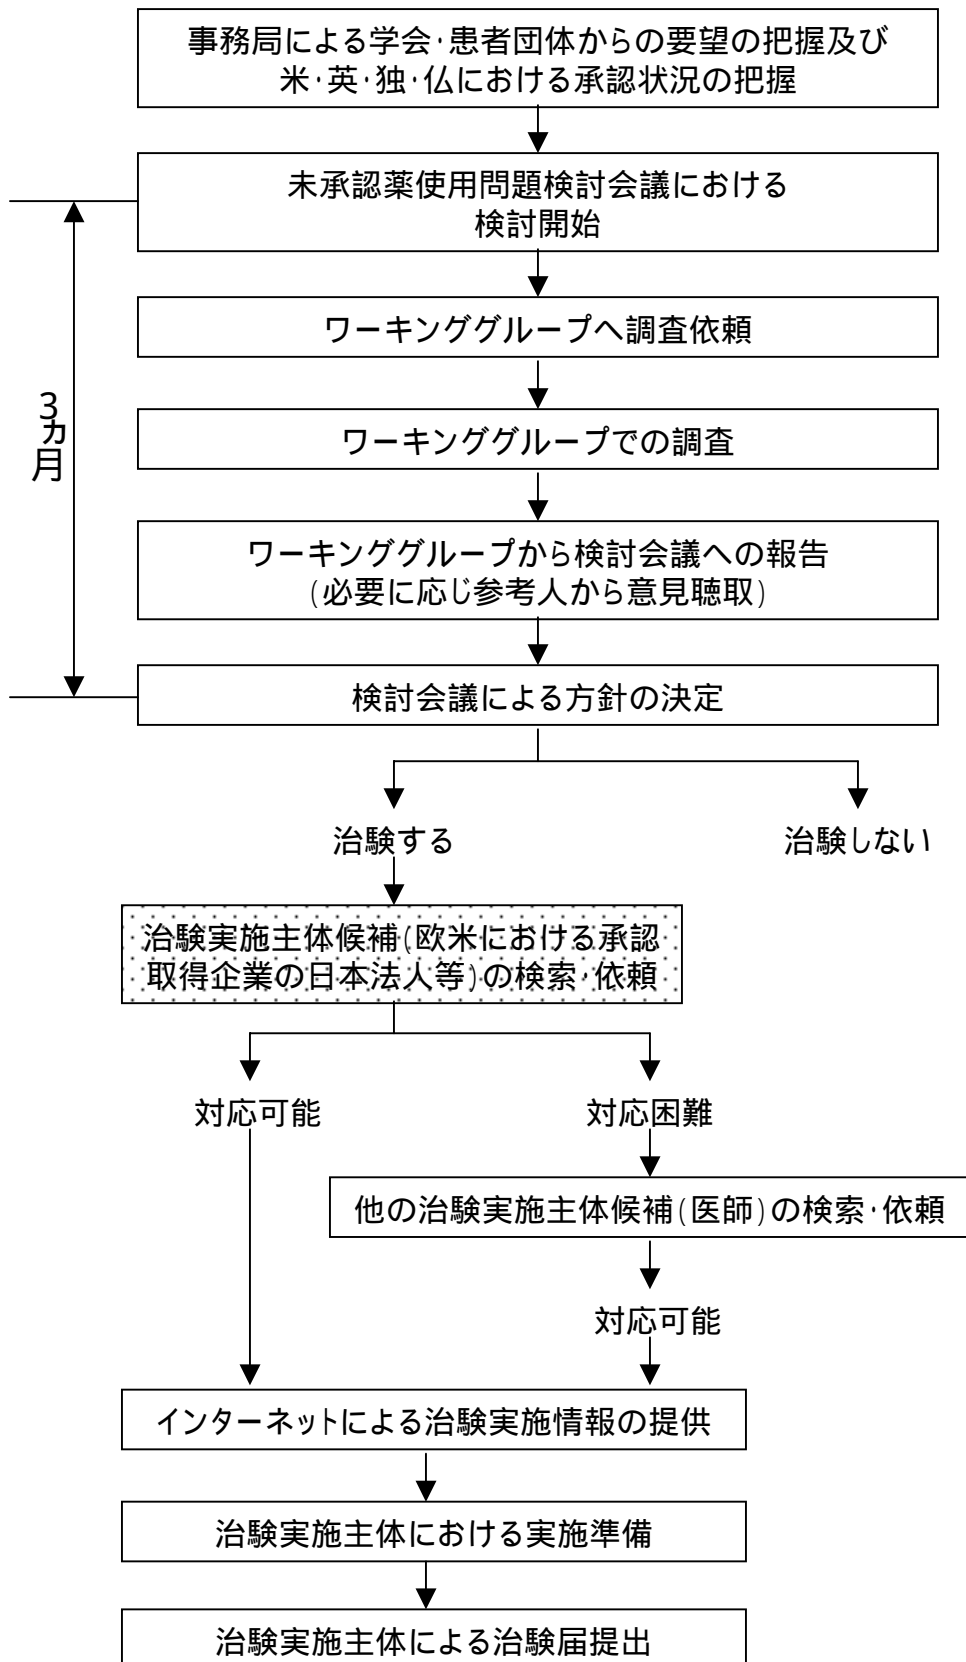 事務局による学会・患者団体からの要望の把握及び
米・英・独・仏における承認状況の把握
未承認薬使用問題検討会議における
検討開始
ワーキンググループへ調査依頼
3カ月
ワーキンググループでの調査
ワーキンググループから検討会議への報告
(必要に応じ参考人から意見聴取)
検討会議による方針の決定
治験する
治験しない
治験実施主体候補(欧米における承認
取得企業の日本法人等)の検索・依頼
対応可能
対応困難
他の治験実施主体候補(医師)の検索・依頼
対応可能
インターネットによる治験実施情報の提供
治験実施主体における実施準備
治験実施主体による治験届提出